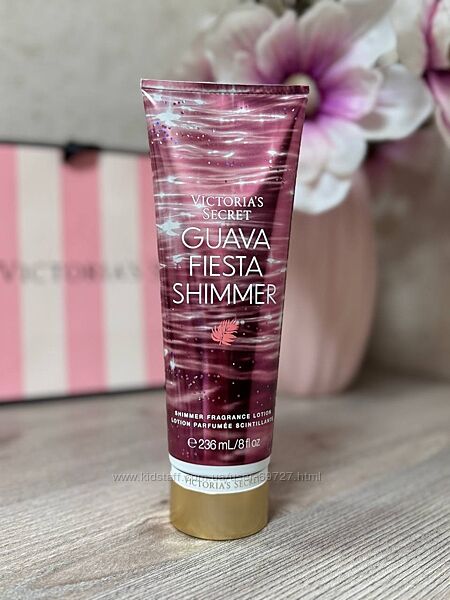 VICTORIA'S
SECRET
GUAVA
FIESTA
SHIMMER
SHIMMER FRAGRANCE LOTION
LOTION PARFUMÉE SCINTILLANTE
℮ 236 mL/8 fl oz
VICTORIA'S SECRET
VICTORIA'S